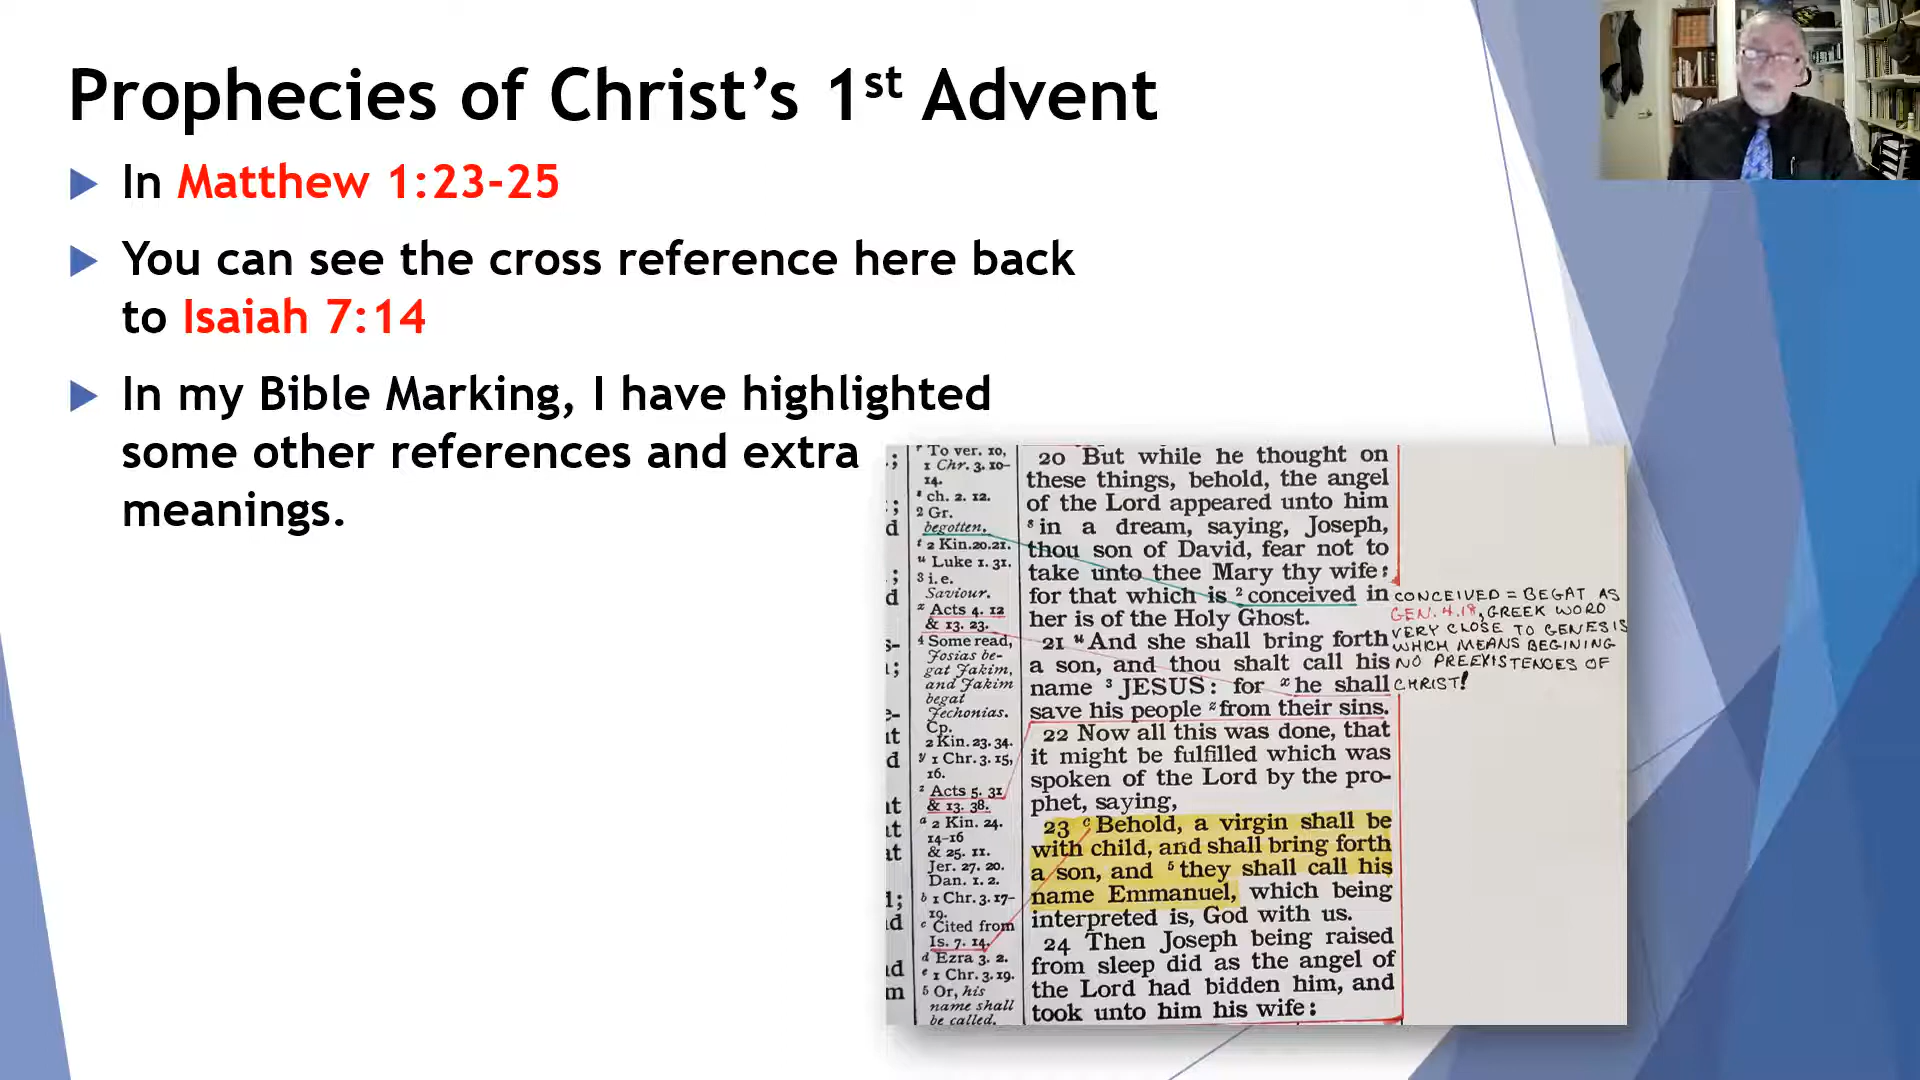 Prophecies of Christ’s 1st Advent
In Matthew 1:23-25
You can see the cross reference here back
to Isaiah 7:14
In my Bible Marking, I have highlighted
some other references and extra
meanings.
To ver. 10,
1 Chr. 3. 10-
14.
s ch. 2. 12.
2 Gr.
begotten.
t 2 Kin.20.21.
u Luke 1. 31.
3 i.e.
Saviour.
x Acts 4. 12
& 13. 23.
4 Some read,
Josias be-
gat Jakim,
and Jakim
begat
Jechonias.
Cp.
2 Kin. 23. 34.
y 1 Chr. 3. 15,
16.
z Acts 5. 31
& 13. 38.
a 2 Kin. 24.
14-16
& 25. 11.
Jer. 27. 20.
Dan. 1. 2.
b 1 Chr. 3. 17-
19.
c Cited from
Is. 7. 14.
d Ezra 3. 2.
e 1 Chr. 3. 19.
5 Or, his
name shall
be called.
20 But while he thought on
these things, behold, the angel
of the Lord appeared unto him
s in a dream, saying, Joseph,
thou son of David, fear not to
take unto thee Mary thy wife:
for that which is 2 conceived in
her is of the Holy Ghost.
21 u And she shall bring forth
a son, and thou shalt call his
name 3 JESUS: for x he shall
save his people z from their sins.
22 Now all this was done, that
it might be fulfilled which was
spoken of the Lord by the pro-
phet, saying,
23 c Behold, a virgin shall be
with child, and shall bring forth
a son, and 5 they shall call his
name Emmanuel, which being
interpreted is, God with us.
24 Then Joseph being raised
from sleep did as the angel of
the Lord had bidden him, and
took unto him his wife:
CONCEIVED = BEGAT AS
GEN. 4.18, GREEK WORD
VERY CLOSE TO GENESIS
WHICH MEANS BEGINING
NO PREEXISTENCES OF
CHRIST!